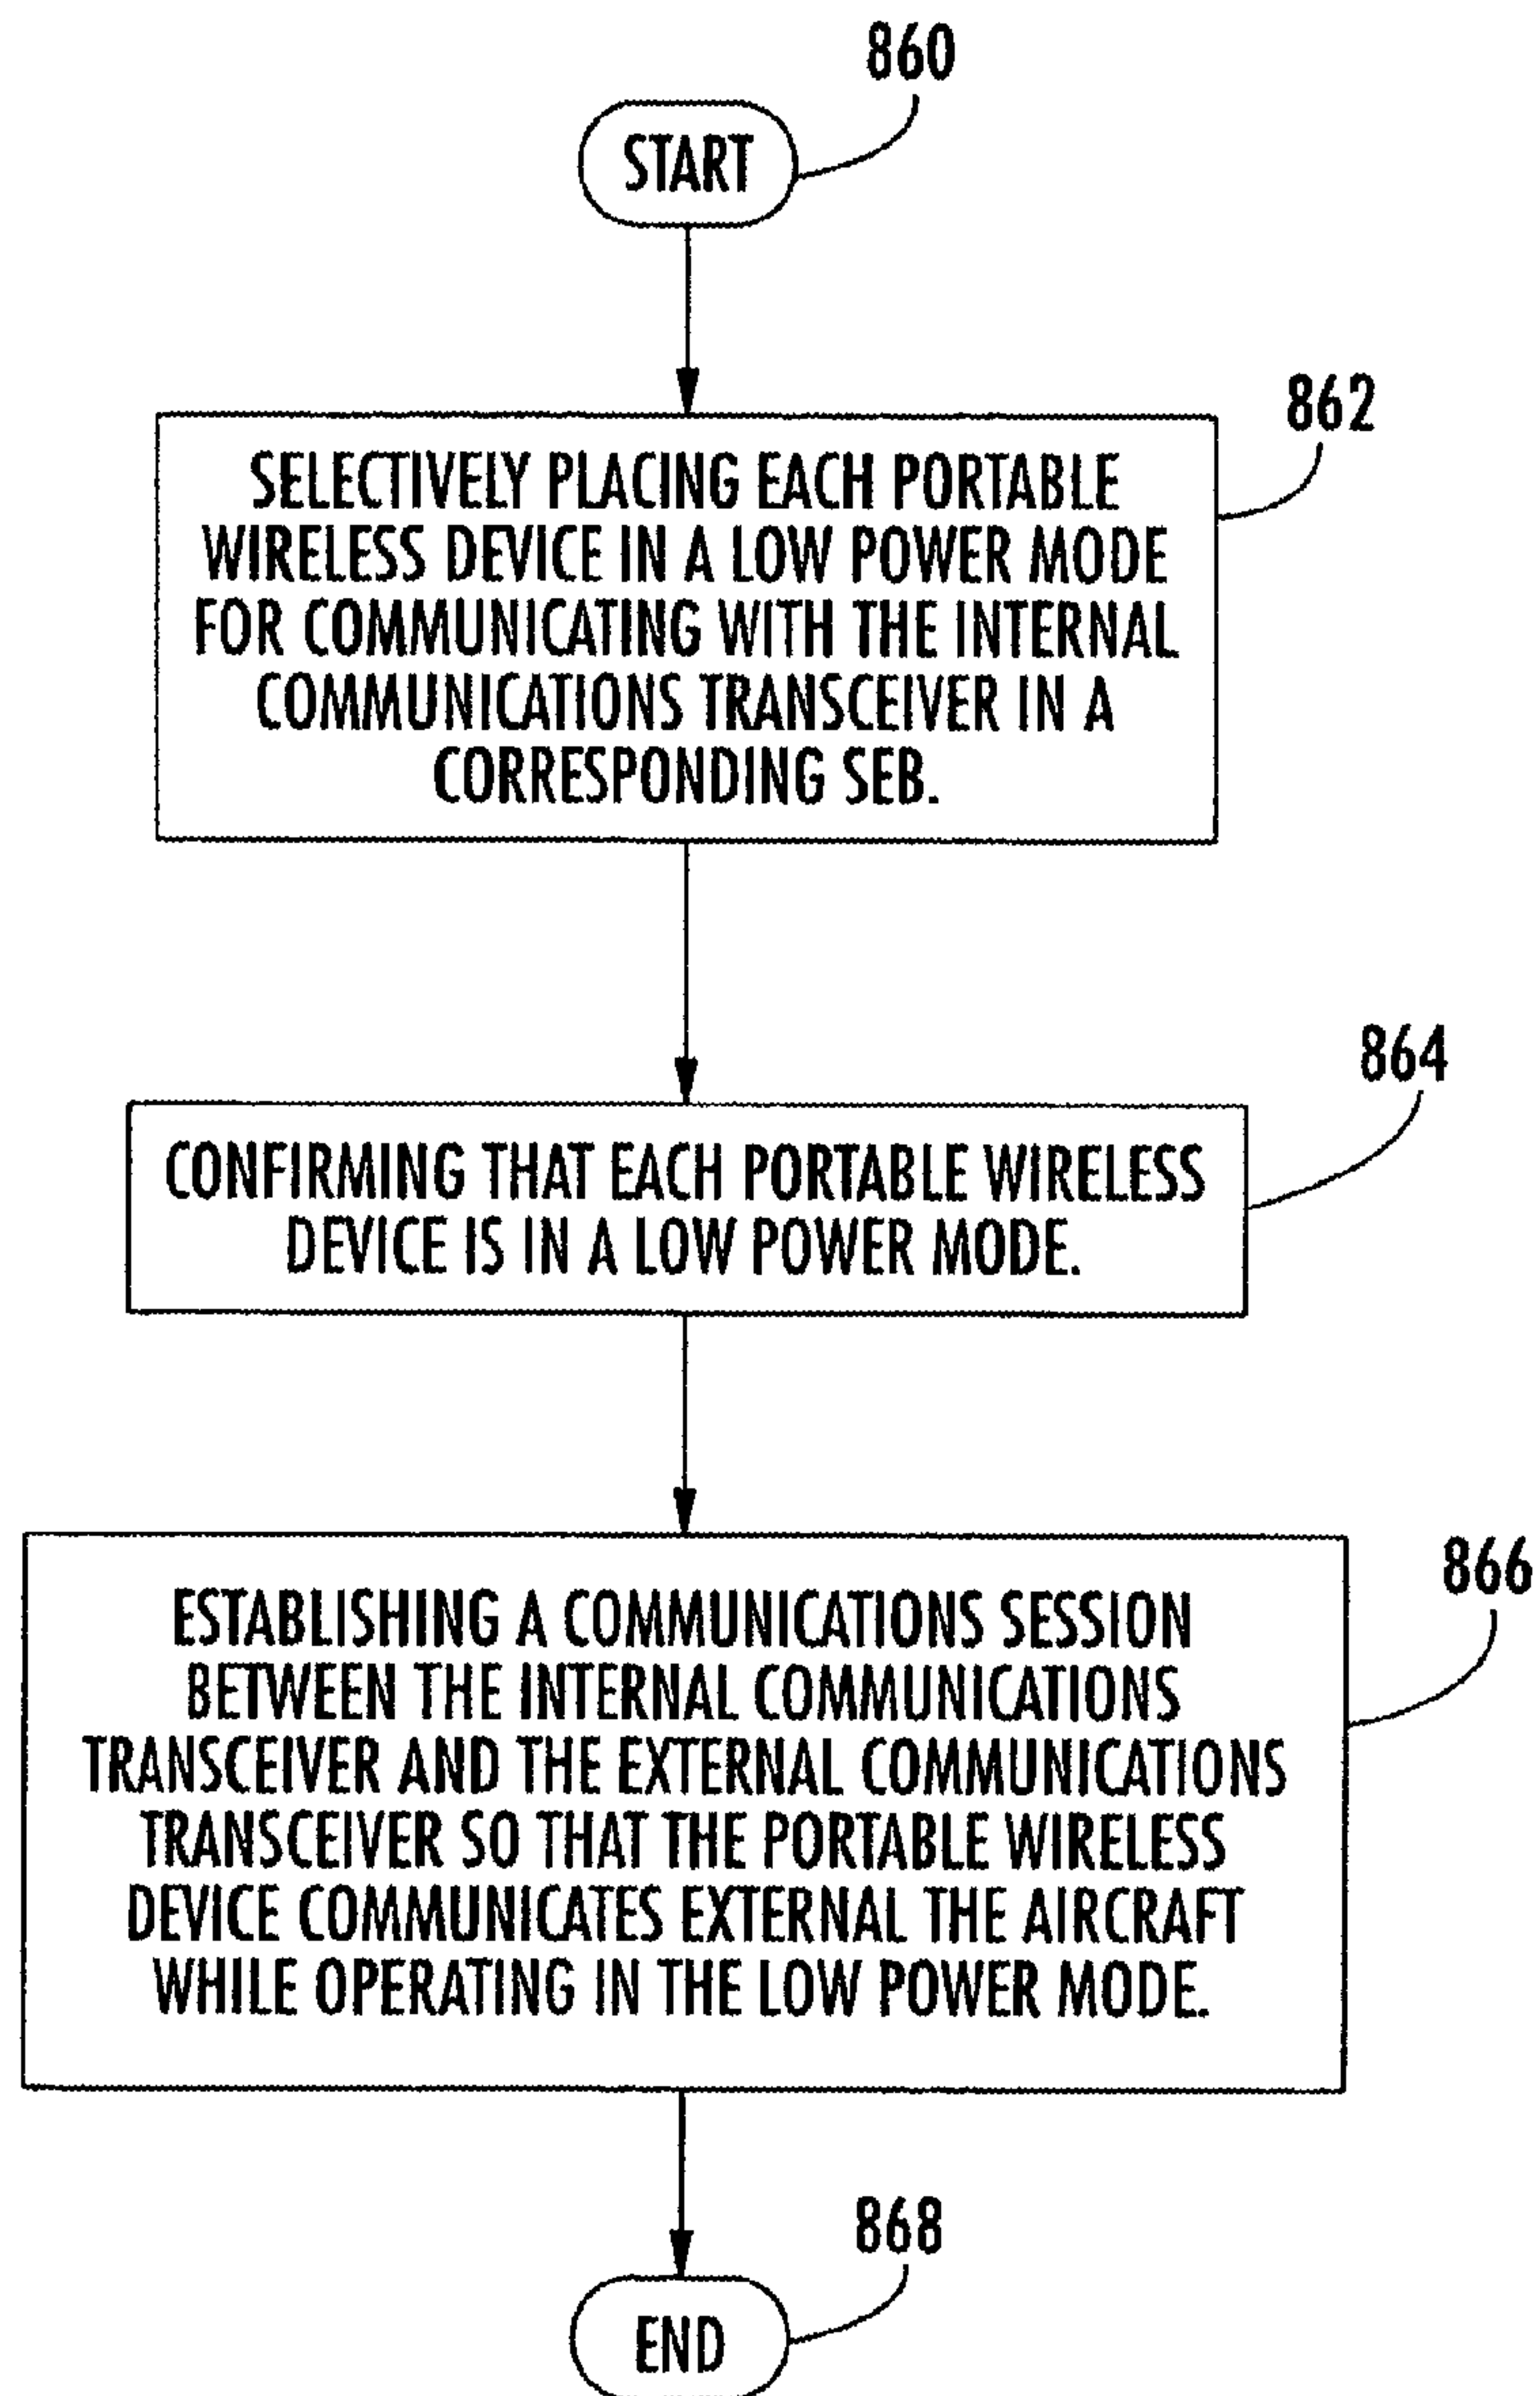 860
START
862
SELECTIVELY PLACING EACH PORTABLE
WIRELESS DEVICE IN A LOW POWER MODE
FOR COMMUNICATING WITH THE INTERNAL
COMMUNICATIONS TRANSCEIVER IN A
CORRESPONDING SEB.
864
CONFIRMING THAT EACH PORTABLE WIRELESS
DEVICE IS IN A LOW POWER MODE.
866
ESTABLISHING A COMMUNICATIONS SESSION
BETWEEN THE INTERNAL COMMUNICATIONS
TRANSCEIVER AND THE EXTERNAL COMMUNICATIONS
TRANSCEIVER SO THAT THE PORTABLE WIRELESS
DEVICE COMMUNICATES EXTERNAL THE AIRCRAFT
WHILE OPERATING IN THE LOW POWER MODE.
868
END